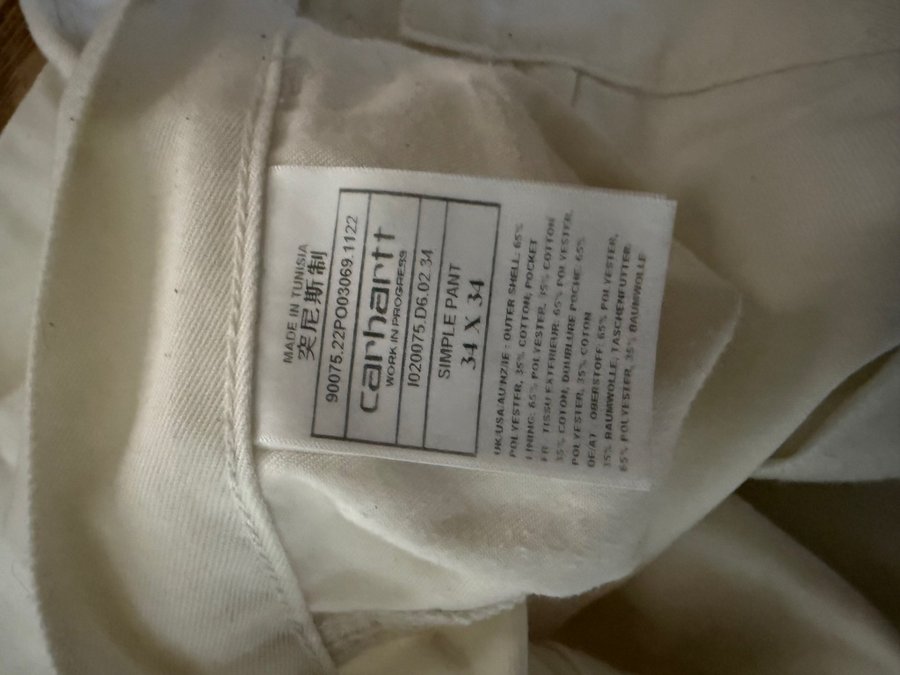 MADE IN TUNISIA
突尼斯制
90075.22PO03069.1122
carhartt
WORK IN PROGRESS
I020075.D6.02.34
SIMPLE PANT
34 X 34
UK/USA/AU/NZ/IE : OUTER SHELL, 65%
POLYESTER, 35% COTTON, POCKET
LINING: 65% POLYESTER, 35% COTTON
FR : TISSU EXTERIEUR: 65% POLYESTER,
35% COTON, DOUBLURE POCHE: 65%
POLYESTER, 35% COTON
DE/AT : OBERSTOFF: 65% POLYESTER,
35% BAUMWOLLE, TASCHENFUTTER:
65% POLYESTER, 35% BAUMWOLLE